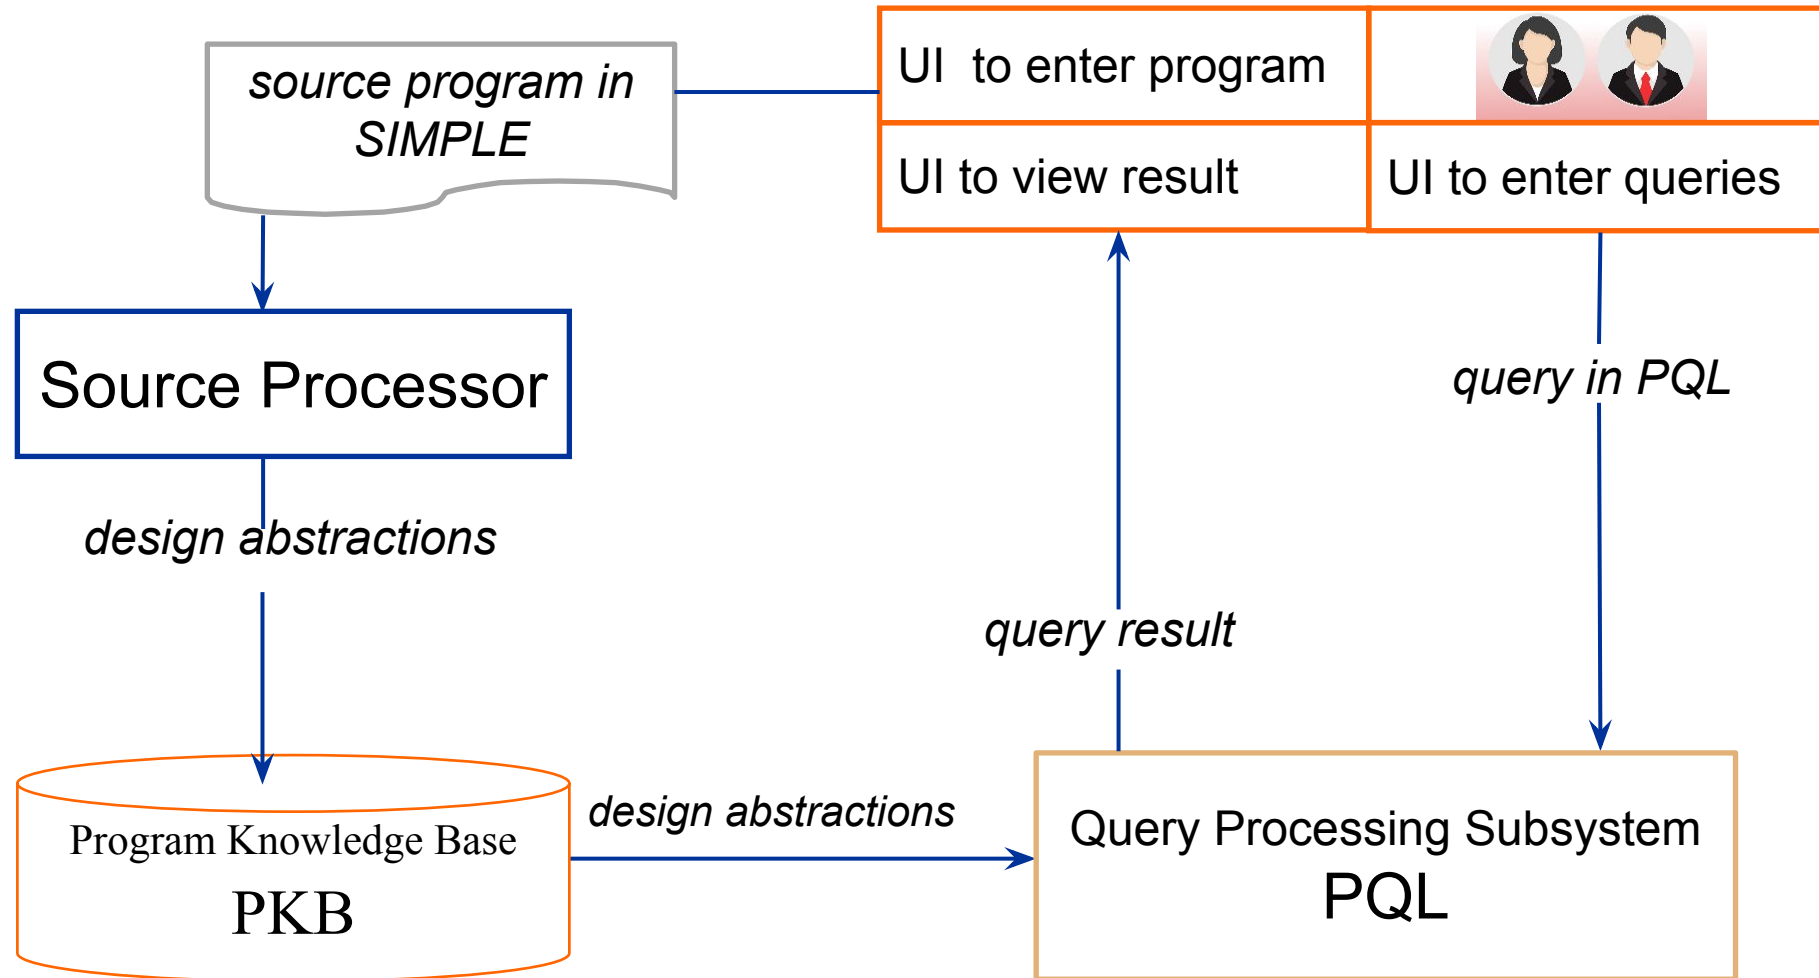 source program in
SIMPLE
UI to enter program
UI to view result
UI to enter queries
Source Processor
query in PQL
design abstractions
query result
Program Knowledge Base
PKB
design abstractions
Query Processing Subsystem
PQL